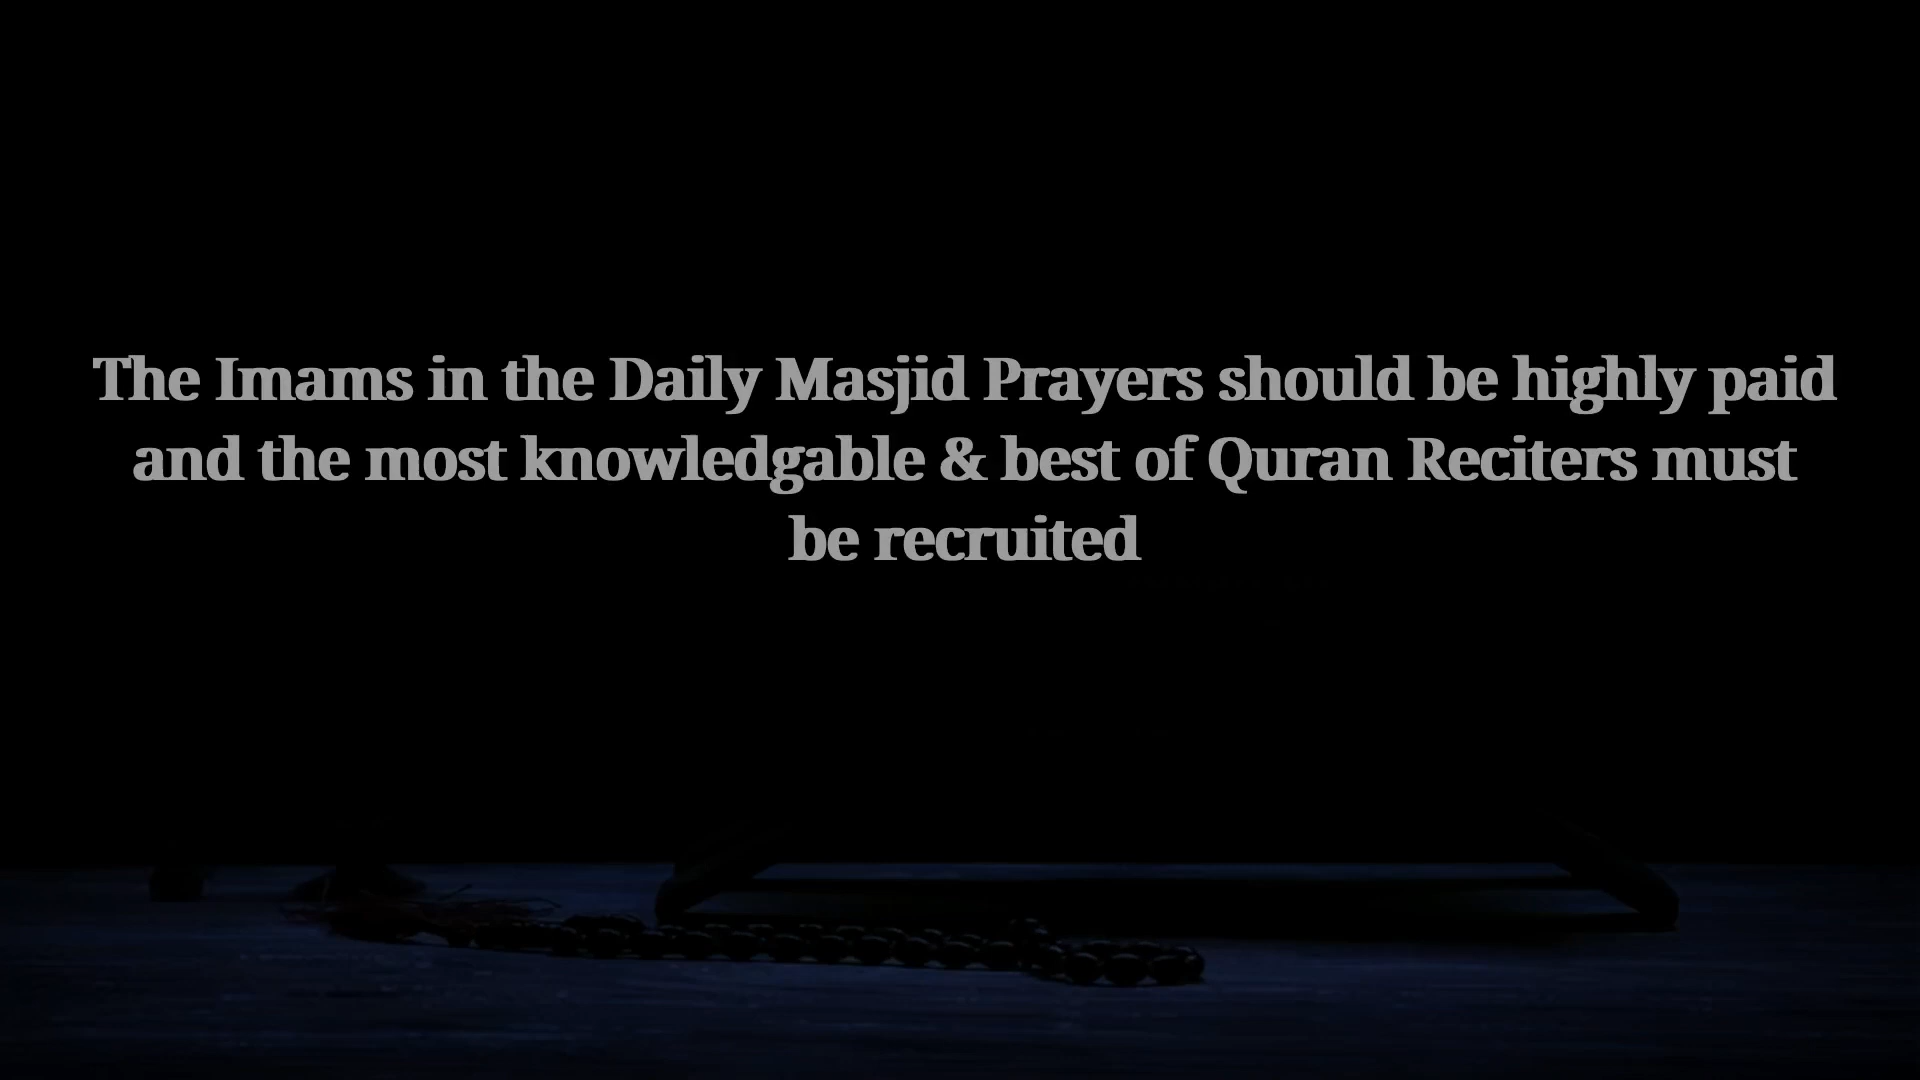 The Imams in the Daily Masjid Prayers should be highly paid
and the most knowledgable & best of Quran Reciters must
be recruited